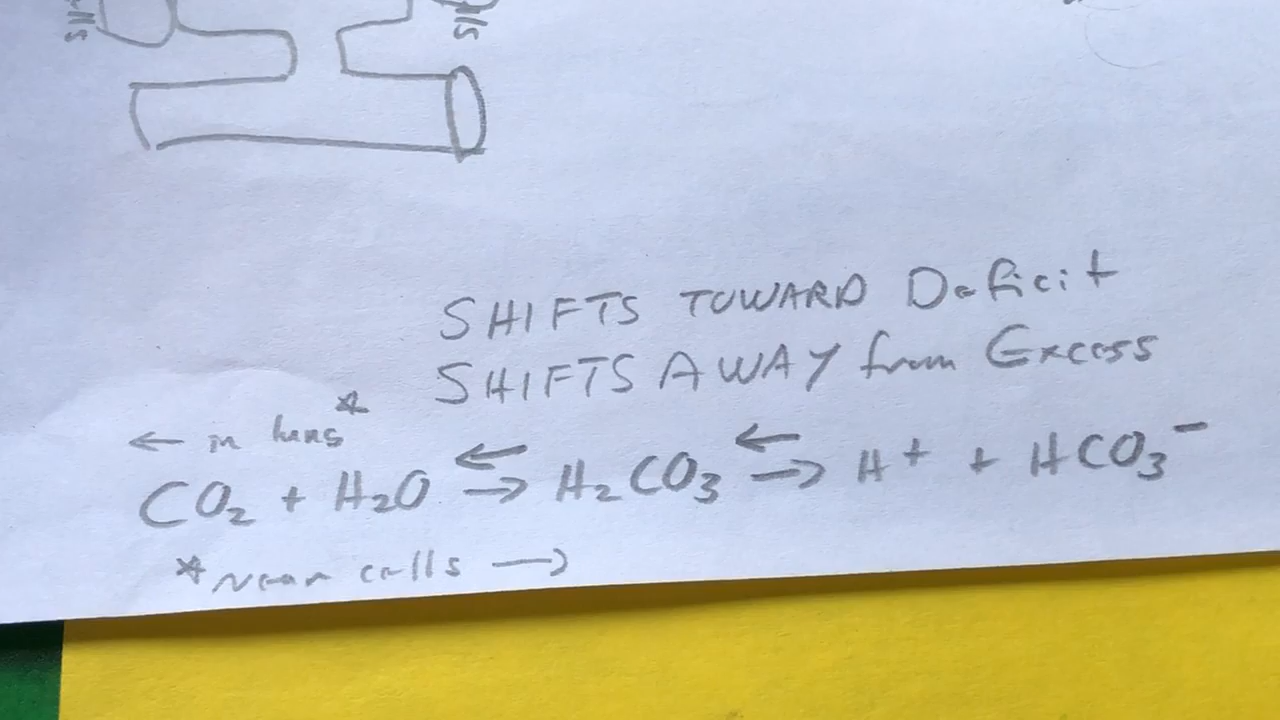 SHIFTS TOWARD Deficit
SHIFTS AWAY from Excess
← in lungs*
CO₂ + H₂O ⇄ H₂CO₃ ⇄ H⁺ + HCO₃⁻
*Near cells →